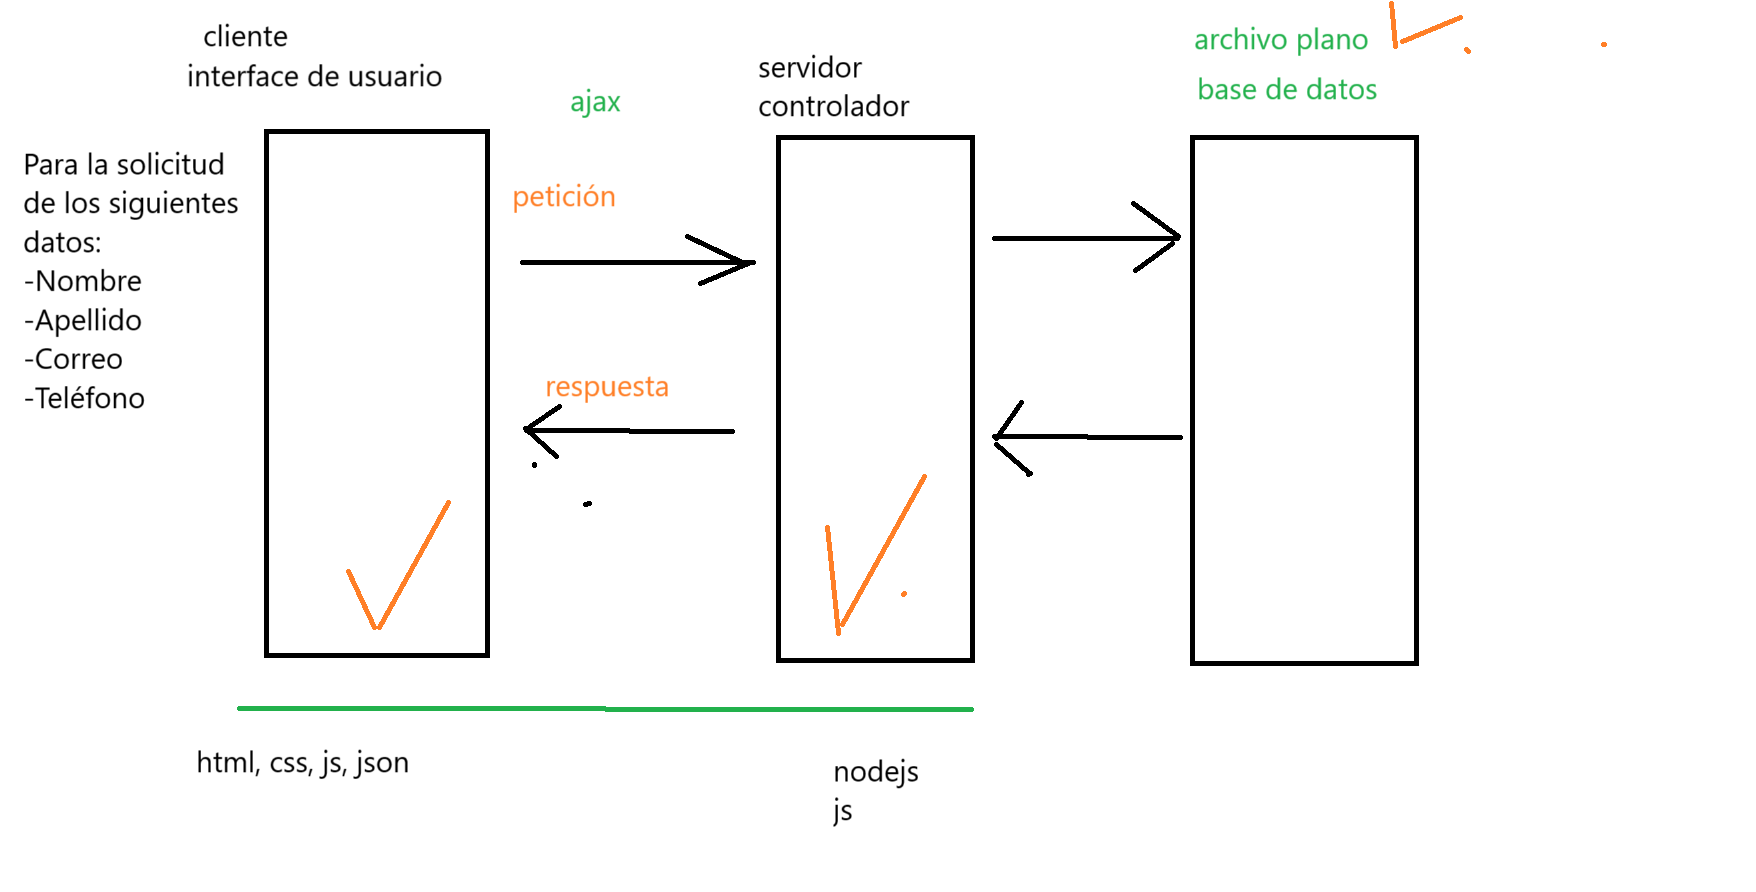 cliente
interface de usuario
Para la solicitud
de los siguientes
datos:
-Nombre
-Apellido
-Correo
-Teléfono
ajax
petición
respuesta
servidor
controlador
archivo plano
base de datos
html, css, js, json
nodejs
js